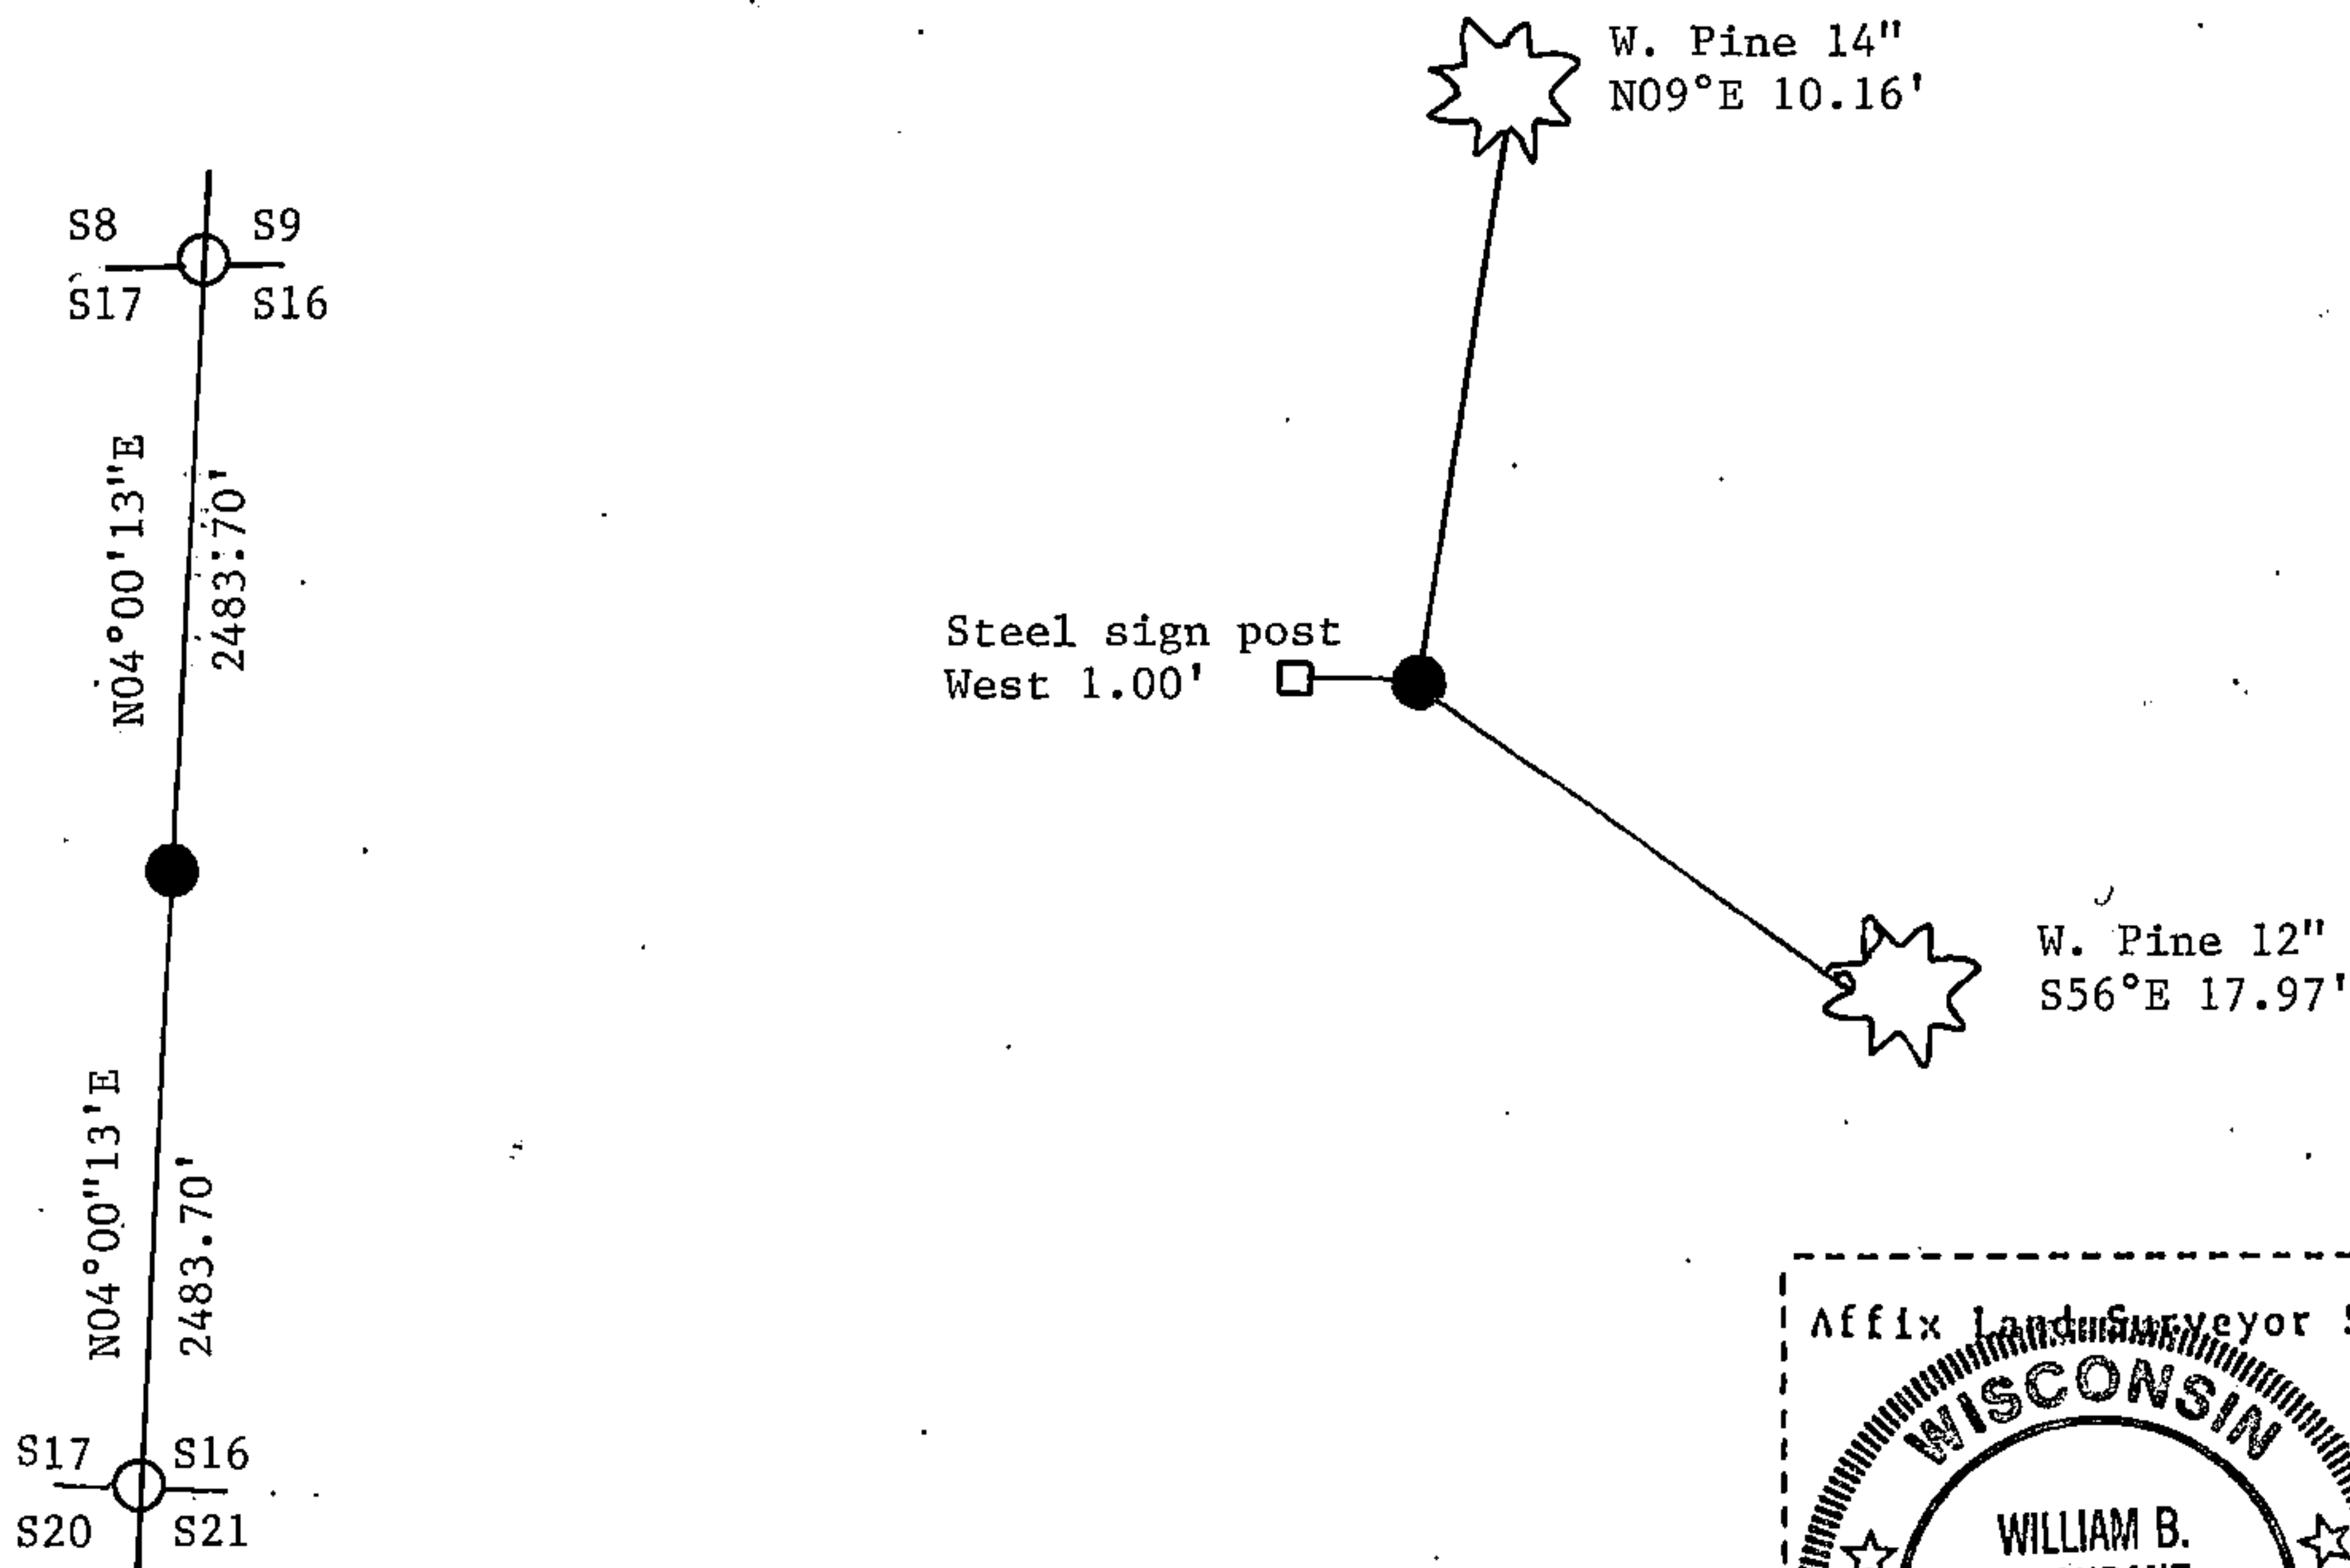 W. Pine 14"
N09°E 10.16'
S8 S9
S17 S16
N04°00'13"E
2483.70'
Steel sign post
West 1.00'
W. Pine 12"
S56°E 17.97'
N04°00"13'E
2483.70'
Affix Land Surveyor
WISCONSIN
WILLIAM B.
S17 S16
S20 S21